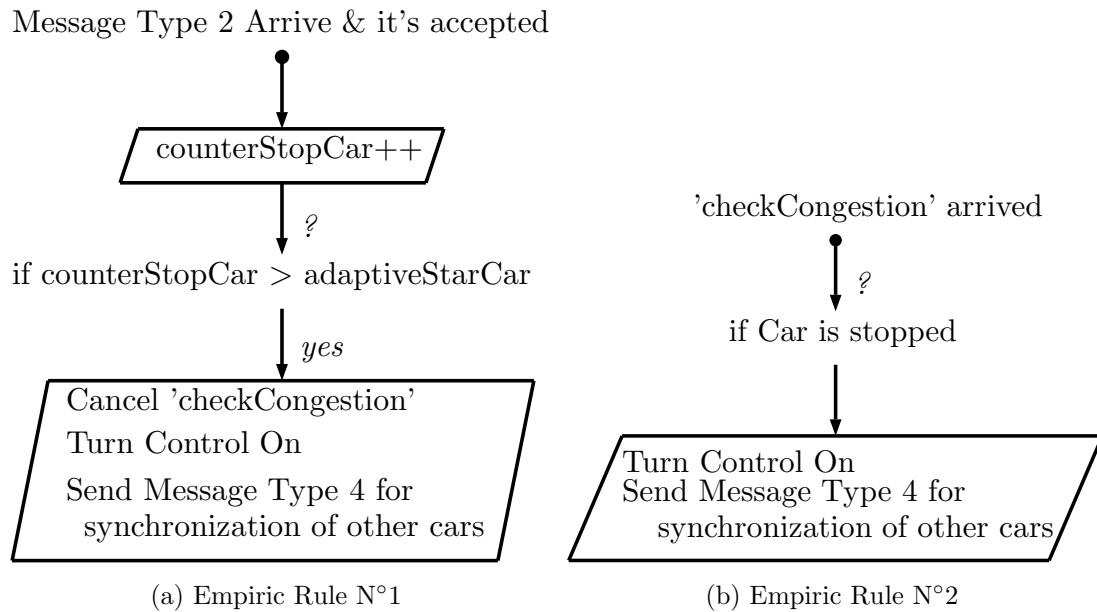 Message Type 2 Arrive & it's accepted
counterStopCar++
?
if counterStopCar > adaptiveStarCar
yes
Cancel 'checkCongestion'
Turn Control On
Send Message Type 4 for
synchronization of other cars
(a) Empiric Rule N°1
'checkCongestion' arrived
?
if Car is stopped
Turn Control On
Send Message Type 4 for
synchronization of other cars
(b) Empiric Rule N°2